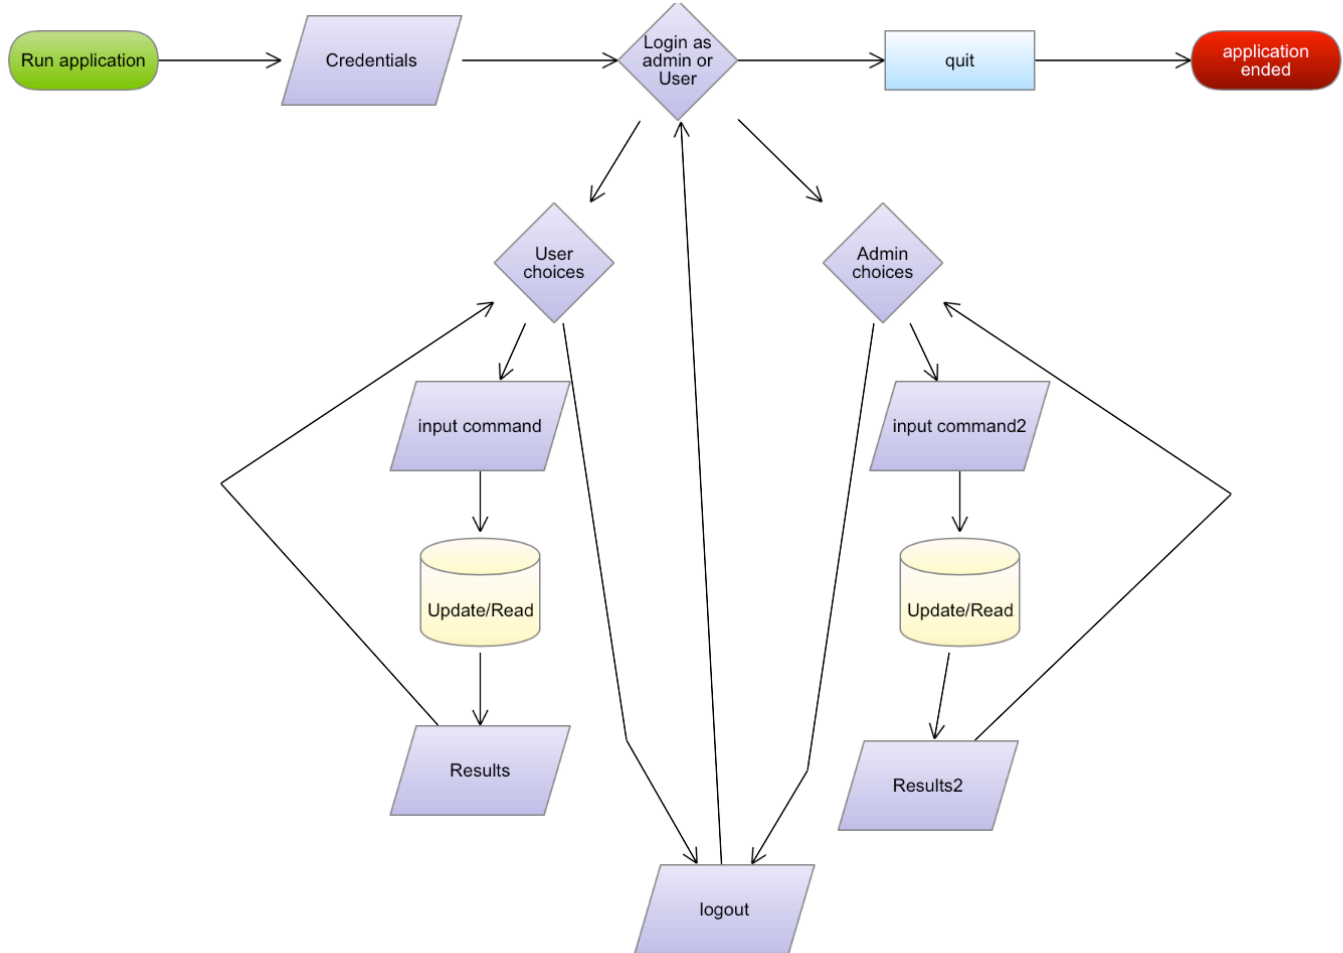 Run application
Credentials
Login as
admin or
User
quit
application
ended
User
choices
Admin
choices
input command
input command2
Update/Read
Update/Read
Results
Results2
logout